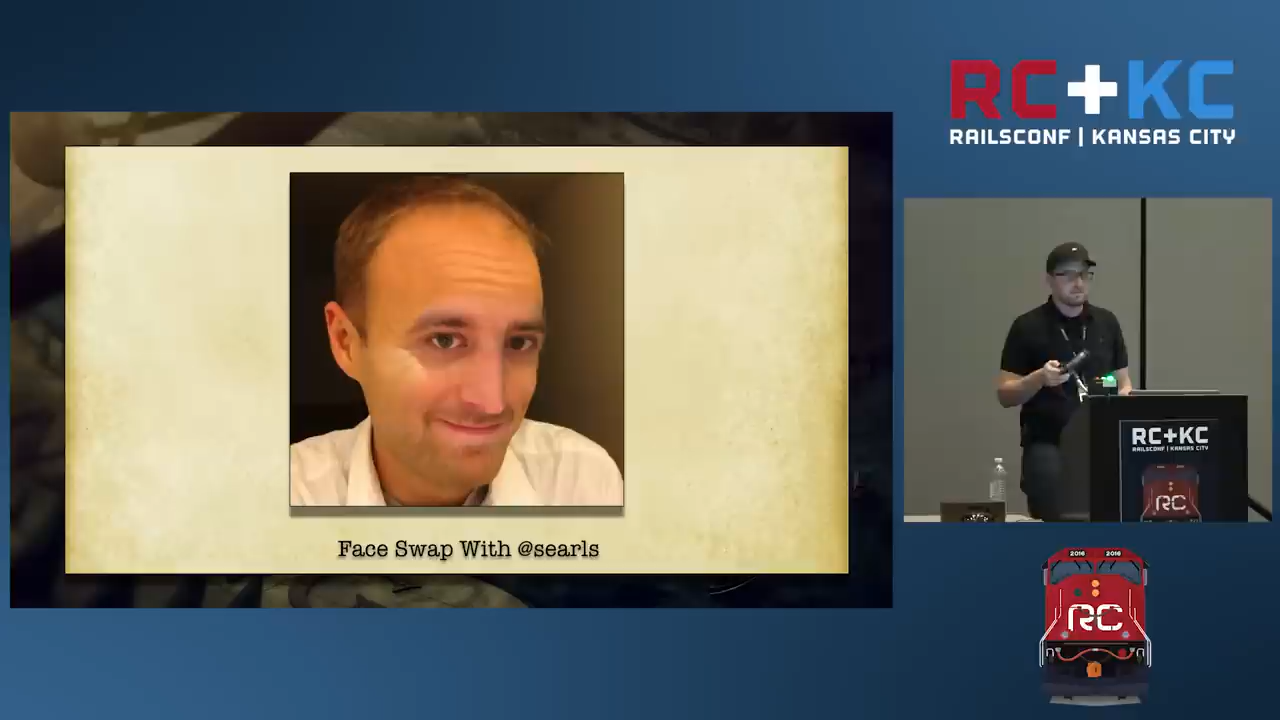 RC+KC
RAILSCONF | KANSAS CITY
Face Swap With @searls
RC+KC
RAILSCONF | KANSAS CITY
RC
2016 2016
RC